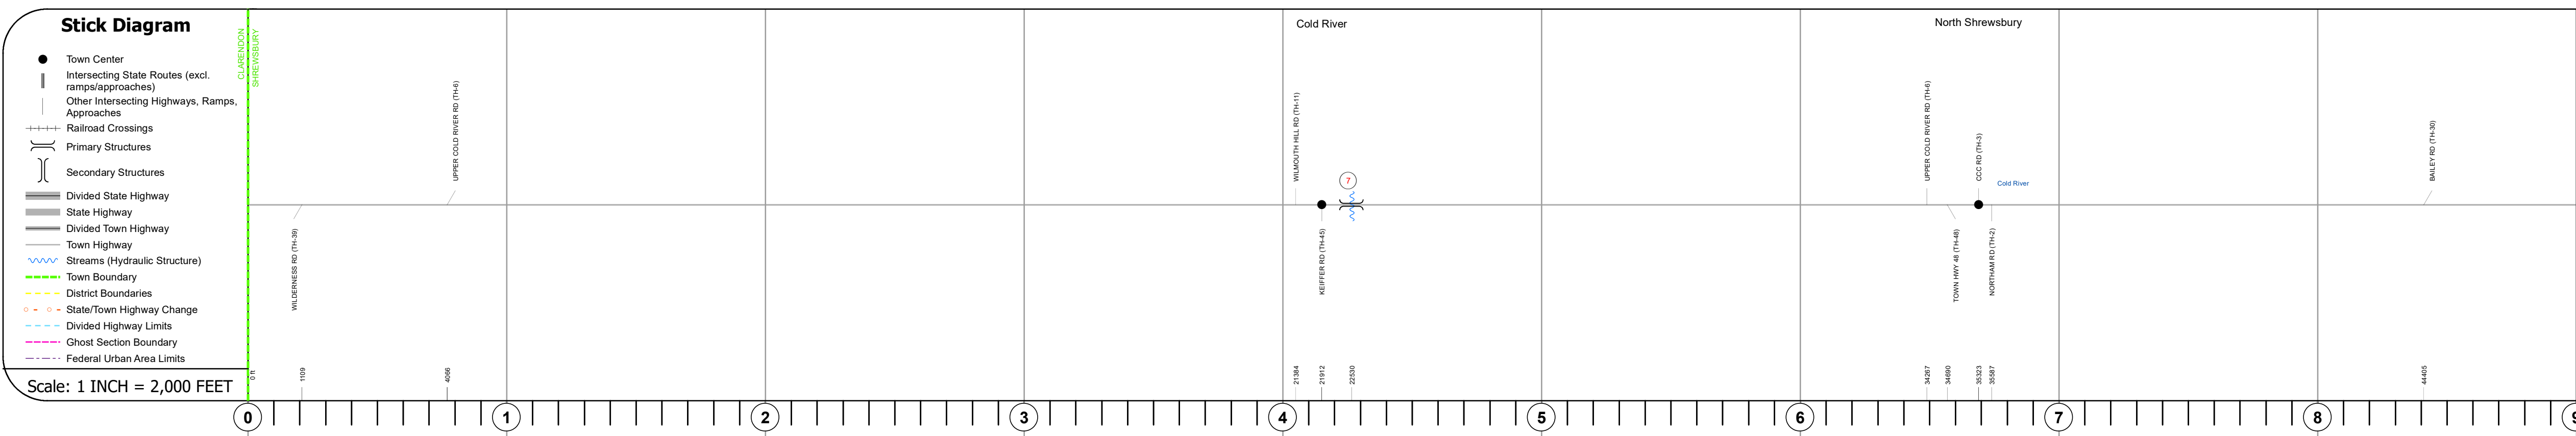 Stick Diagram
Town Center
Intersecting State Routes (excl.
ramps/approaches)
Other Intersecting Highways, Ramps,
Approaches
Railroad Crossings
Primary Structures
Secondary Structures
Divided State Highway
State Highway
Divided Town Highway
Town Highway
Streams (Hydraulic Structure)
Town Boundary
District Boundaries
State/Town Highway Change
Divided Highway Limits
Ghost Section Boundary
Federal Urban Area Limits
Scale: 1 INCH = 2,000 FEET
CLARENDON
SHREWSBURY
Cold River
North Shrewsbury
WILDERNESS RD (TH-39)
UPPER COLD RIVER RD (TH-6)
WILMOUTH HILL RD (TH-11)
KEIFFER RD (TH-45)
7
UPPER COLD RIVER RD (TH-6)
TOWN HWY 48 (TH-48)
CCC RD (TH-3)
NORTHAM RD (TH-2)
Cold River
BAILEY RD (TH-30)
0 ft
1109
4066
21384
21912
22530
34267
34690
35323
35587
44405
0
1
2
3
4
5
6
7
8
9